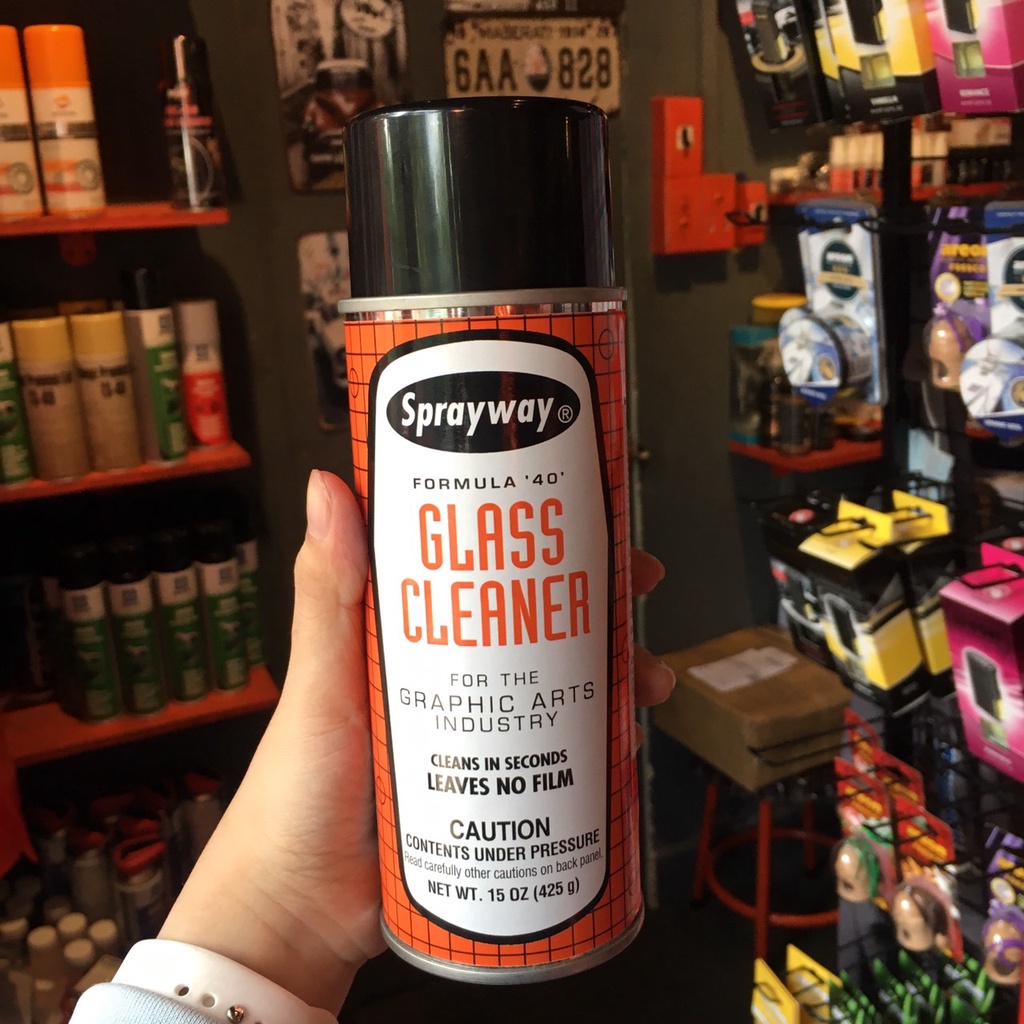 6AA 828
Sprayway®
FORMULA '40'
GLASS
CLEANER
FOR THE
GRAPHIC ARTS
INDUSTRY
CLEANS IN SECONDS
LEAVES NO FILM
CAUTION
CONTENTS UNDER PRESSURE
Read carefully other cautions on back panel.
NET WT. 15 OZ (425 g)
VANILLA